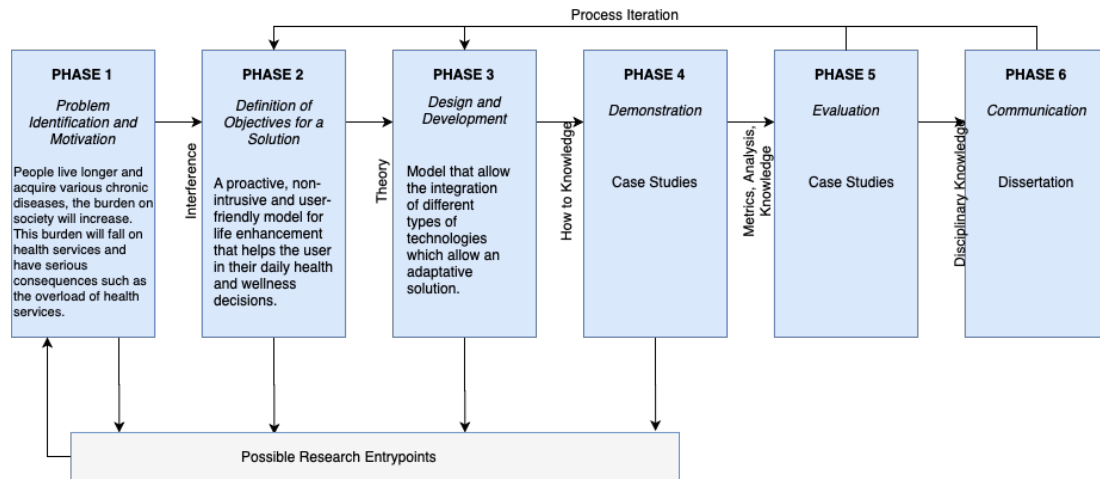 Process Iteration
PHASE 1
Problem
Identification and
Motivation
People live longer and
acquire various chronic
diseases, the burden on
society will increase.
This burden will fall on
health services and
have serious
consequences such as
the overload of health
services.
Interference
PHASE 2
Definition of
Objectives for a
Solution
A proactive, non-
intrusive and user-
friendly model for
life enhancement
that helps the user
in their daily health
and wellness
decisions.
Theory
PHASE 3
Design and
Development
Model that allow
the integration
of different
types of
technologies
which allow an
adaptative
solution.
How to Knowledge
PHASE 4
Demonstration
Case Studies
Metrics, Analysis,
Knowledge
PHASE 5
Evaluation
Case Studies
Disciplinary Knowledge
PHASE 6
Communication
Dissertation
Possible Research Entrypoints